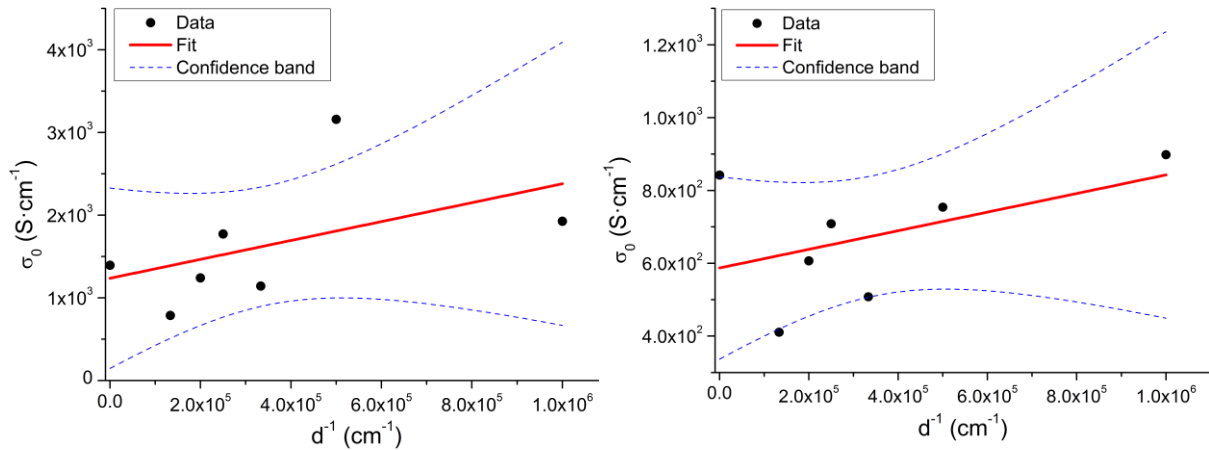 Data
Fit
Confidence band
4x10³
3x10³
2x10³
1x10³
0
σ₀ (S·cm⁻¹)
0.0
2.0x10⁵
4.0x10⁵
6.0x10⁵
8.0x10⁵
1.0x10⁶
d⁻¹ (cm⁻¹)
Data
Fit
Confidence band
1.2x10³
1.0x10³
8.0x10²
6.0x10²
4.0x10²
σ₀ (S·cm⁻¹)
0.0
2.0x10⁵
4.0x10⁵
6.0x10⁵
8.0x10⁵
1.0x10⁶
d⁻¹ (cm⁻¹)